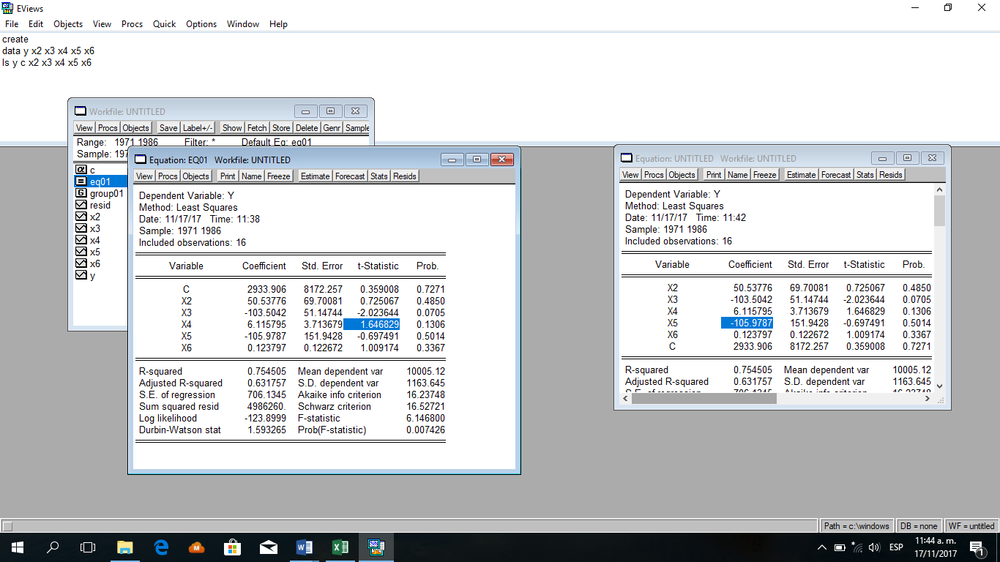 EViews
File Edit Objects View Procs Quick Options Window Help
create
data y x2 x3 x4 x5 x6
ls y c x2 x3 x4 x5 x6
Workfile: UNTITLED
View Procs Objects Save Label+/- Show Fetch Store Delete Genr Sample
Range: 1971 1986 Filter: * Default Eq: eq01
Sample: 197
c
eq01
group01
resid
x2
x3
x4
x5
x6
y
Equation: EQ01 Workfile: UNTITLED
View Procs Objects Print Name Freeze Estimate Forecast Stats Resids
Dependent Variable: Y
Method: Least Squares
Date: 11/17/17 Time: 11:38
Sample: 1971 1986
Included observations: 16
Variable Coefficient Std. Error t-Statistic Prob.
C 2933.906 8172.257 0.359008 0.7271
X2 50.53776 69.70081 0.725067 0.4850
X3 -103.5042 51.14744 -2.023644 0.0705
X4 6.115795 3.713679 1.646829 0.1306
X5 -105.9787 151.9428 -0.697491 0.5014
X6 0.123797 0.122672 1.009174 0.3367
R-squared 0.754505 Mean dependent var 10005.12
Adjusted R-squared 0.631757 S.D. dependent var 1163.645
S.E. of regression 706.1345 Akaike info criterion 16.23748
Sum squared resid 4986260. Schwarz criterion 16.52721
Log likelihood -123.8999 F-statistic 6.146800
Durbin-Watson stat 1.593265 Prob(F-statistic) 0.007426
Equation: UNTITLED Workfile: UNTITLED
View Procs Objects Print Name Freeze Estimate Forecast Stats Resids
Dependent Variable: Y
Method: Least Squares
Date: 11/17/17 Time: 11:42
Sample: 1971 1986
Included observations: 16
Variable Coefficient Std. Error t-Statistic Prob.
X2 50.53776 69.70081 0.725067 0.4850
X3 -103.5042 51.14744 -2.023644 0.0705
X4 6.115795 3.713679 1.646829 0.1306
X5 -105.9787 151.9428 -0.697491 0.5014
X6 0.123797 0.122672 1.009174 0.3367
C 2933.906 8172.257 0.359008 0.7271
R-squared 0.754505 Mean dependent var 10005.12
Adjusted R-squared 0.631757 S.D. dependent var 1163.645
S.E. of regression 706.1345 Akaike info criterion 16.23748
Path = c:\windows DB = none WF = untitled
ESP
11:44 a. m.
17/11/2017
1